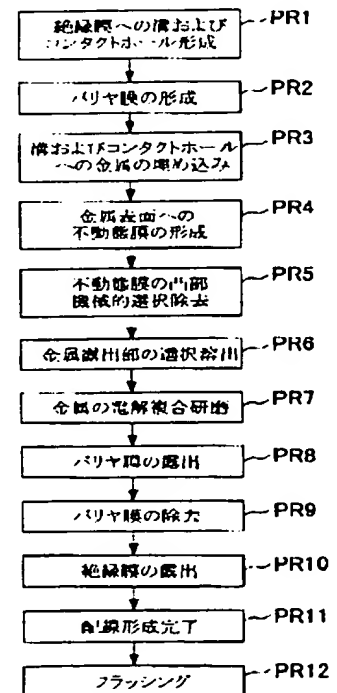 絶縁膜への溝および
コンタクトホール形成
PR1
バリヤ膜の形成
PR2
溝およびコンタクトホール
への金属の埋め込み
PR3
金属表面への
不動態膜の形成
PR4
不動態膜の凸部
機械的選択除去
PR5
金属露出部の選択溶出
PR6
金属の電解複合研磨
PR7
バリヤ膜の露出
PR8
バリヤ膜の除去
PR9
絶縁膜の露出
PR10
配線形成完了
PR11
フラッシング
PR12